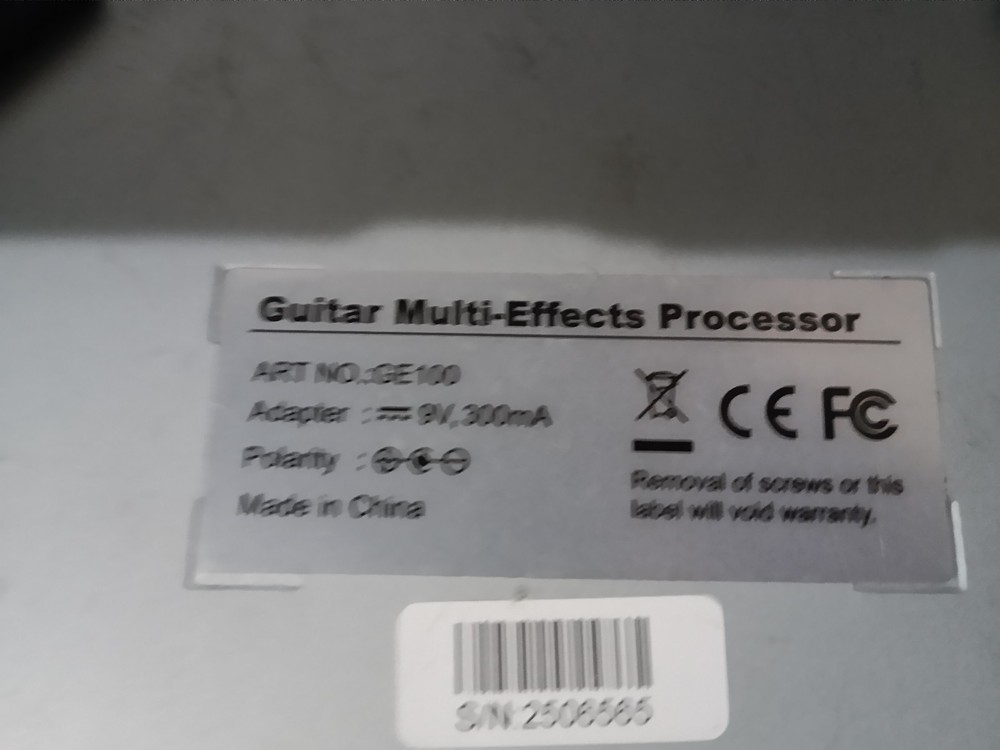 Guitar Multi-Effects Processor
ART NO.:GE100
Adapter : 9V, 300mA
Polarity :
Made in China
CE FC
Removal of screws or this
label will void warranty.
S/N:2506565